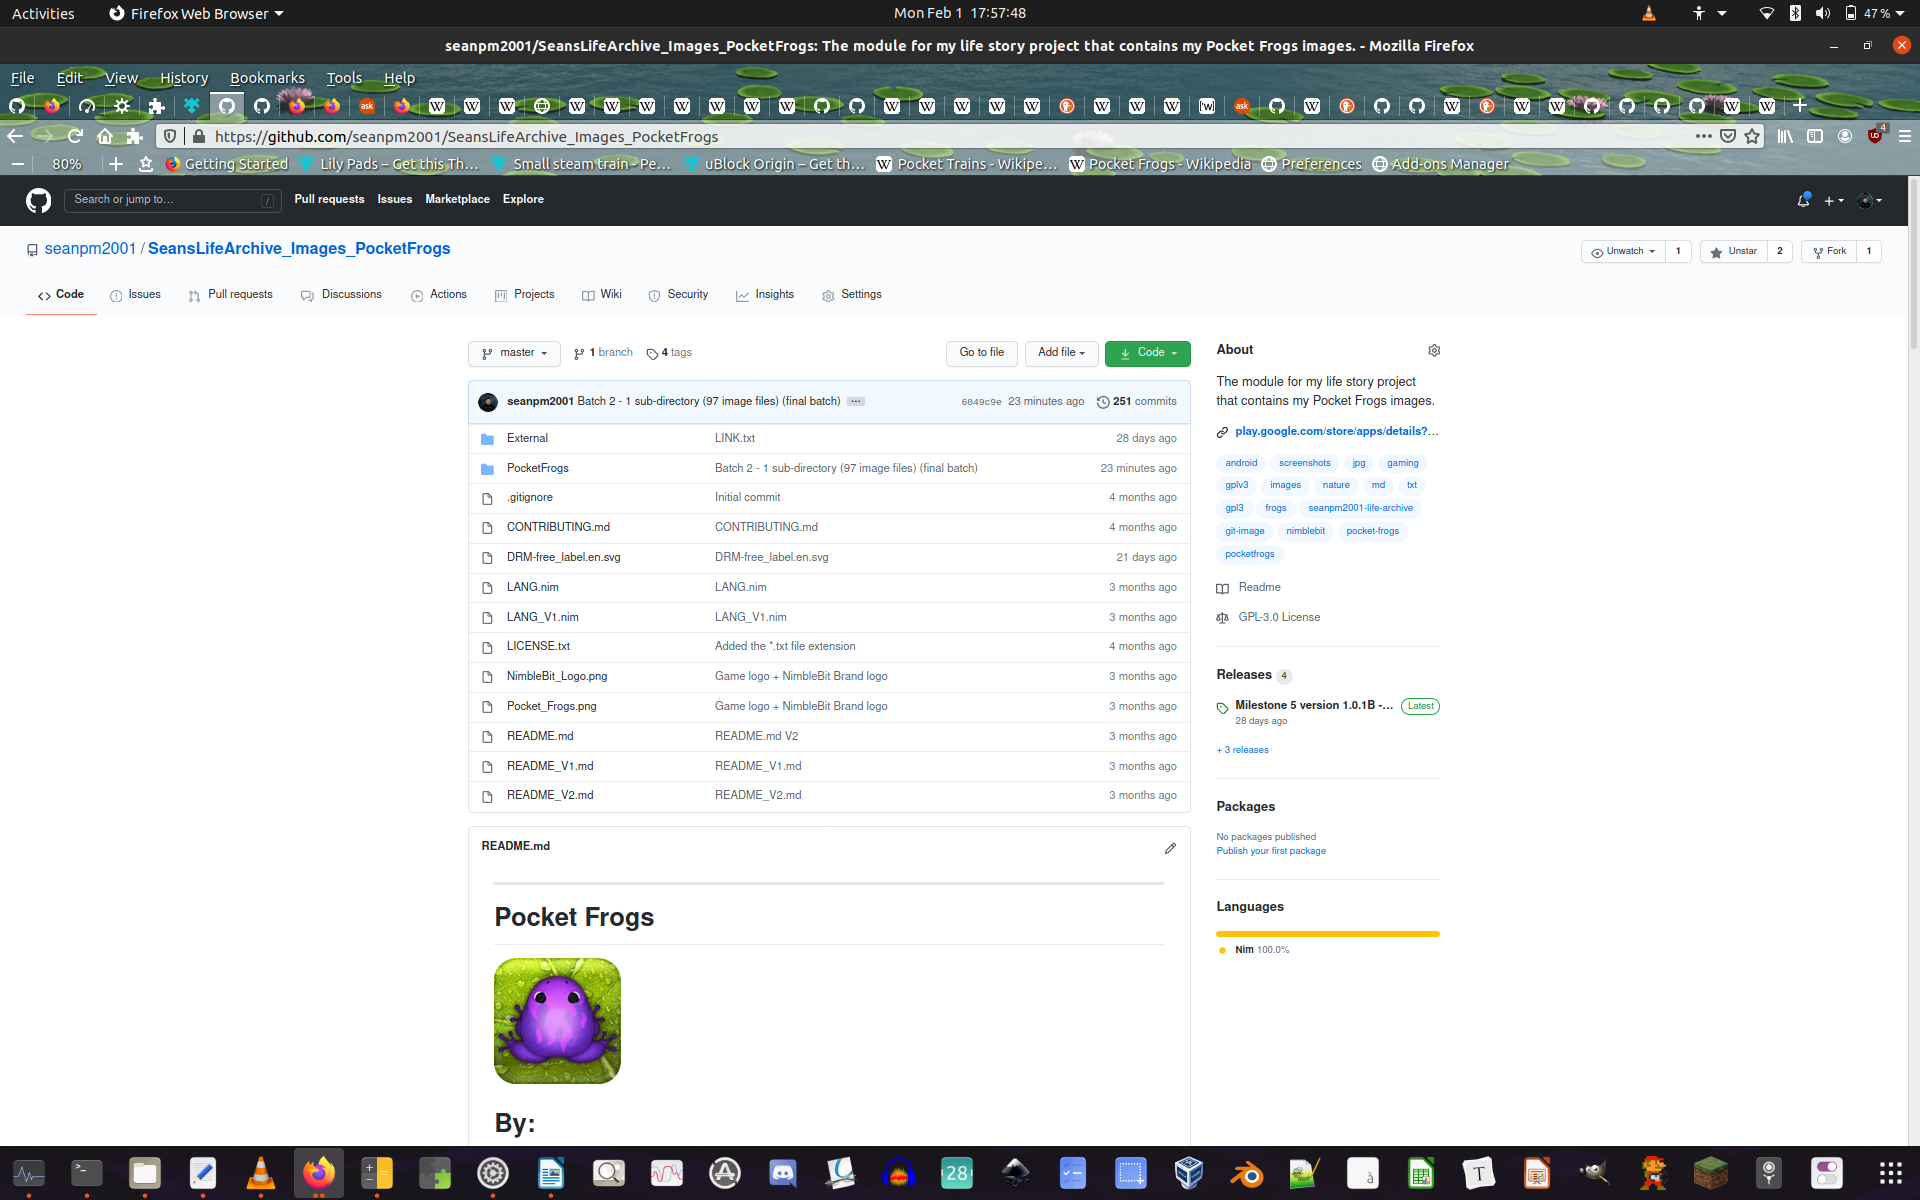 Activities Firefox Web Browser Mon Feb 1 17:57:48 47 %
seanpm2001/SeansLifeArchive_Images_PocketFrogs: The module for my life story project that contains my Pocket Frogs images. - Mozilla Firefox
File Edit View History Bookmarks Tools Help
https://github.com/seanpm2001/SeansLifeArchive_Images_PocketFrogs 4
80% Getting Started Lily Pads – Get this Th… Small steam train - Pe… uBlock Origin – Get th… Pocket Trains - Wikipe… Pocket Frogs - Wikipedia Preferences Add-ons Manager
Search or jump to… / Pull requests Issues Marketplace Explore
seanpm2001 / SeansLifeArchive_Images_PocketFrogs Unwatch 1 Unstar 2 Fork 1
Code Issues Pull requests Discussions Actions Projects Wiki Security Insights Settings
master 1 branch 4 tags Go to file Add file Code
seanpm2001 Batch 2 - 1 sub-directory (97 image files) (final batch) ... 6049c9e 23 minutes ago 251 commits
External LINK.txt 28 days ago
PocketFrogs Batch 2 - 1 sub-directory (97 image files) (final batch) 23 minutes ago
.gitignore Initial commit 4 months ago
CONTRIBUTING.md CONTRIBUTING.md 4 months ago
DRM-free_label.en.svg DRM-free_label.en.svg 21 days ago
LANG.nim LANG.nim 3 months ago
LANG_V1.nim LANG_V1.nim 3 months ago
LICENSE.txt Added the *.txt file extension 4 months ago
NimbleBit_Logo.png Game logo + NimbleBit Brand logo 3 months ago
Pocket_Frogs.png Game logo + NimbleBit Brand logo 3 months ago
README.md README.md V2 3 months ago
README_V1.md README_V1.md 3 months ago
README_V2.md README_V2.md 3 months ago
README.md
Pocket Frogs
By:
About
The module for my life story project
that contains my Pocket Frogs images.
play.google.com/store/apps/details?…
android screenshots jpg gaming
gplv3 images nature md txt
gpl3 frogs seanpm2001-life-archive
git-image nimblebit pocket-frogs
pocketfrogs
Readme
GPL-3.0 License
Releases 4
Milestone 5 version 1.0.1B -… Latest
28 days ago
+ 3 releases
Packages
No packages published
Publish your first package
Languages
Nim 100.0%
28